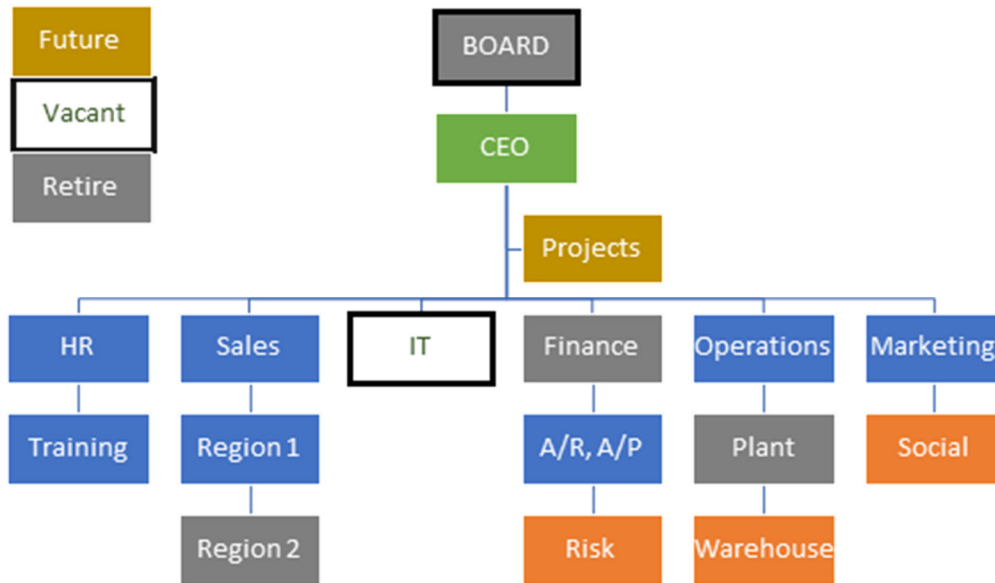 Future
Vacant
Retire
BOARD
CEO
Projects
HR
Sales
IT
Finance
Operations
Marketing
Training
Region 1
A/R, A/P
Plant
Social
Region 2
Risk
Warehouse